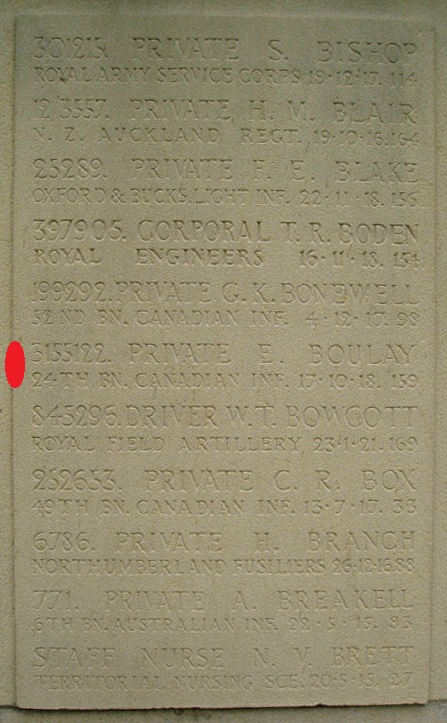 301215. PRIVATE S. BISHOP
ROYAL ARMY SERVICE CORPS 19·12·17. 114
12/3557. PRIVATE H. M. BLAIR
N. Z. AUCKLAND REGT. 19·10·16. 164
25289. PRIVATE F. E. BLAKE
OXFORD & BUCKS. LIGHT INF. 22·11·18. 156
397905. CORPORAL T. R. BODEN
ROYAL ENGINEERS 16·11·18. 154
199292. PRIVATE G. K. BONEWELL
52ND BN. CANADIAN INF. 4·12·17. 98
3155122. PRIVATE E. BOULAY
24TH BN. CANADIAN INF. 17·10·18. 159
845296. DRIVER W. T. BOWGOTT
ROYAL FIELD ARTILLERY, 23·1·21. 169
262653. PRIVATE C. R. BOX
49TH BN. CANADIAN INF. 13·7·17. 33
6786. PRIVATE H. BRANCH
NORTHUMBERLAND FUSILIERS 26·12·16. 88
771. PRIVATE A. BREAKELL
6TH BN. AUSTRALIAN INF. 22·5·15. 93
STAFF NURSE N. V. BRETT
TERRITORIAL NURSING SCE. 20·5·15. 27